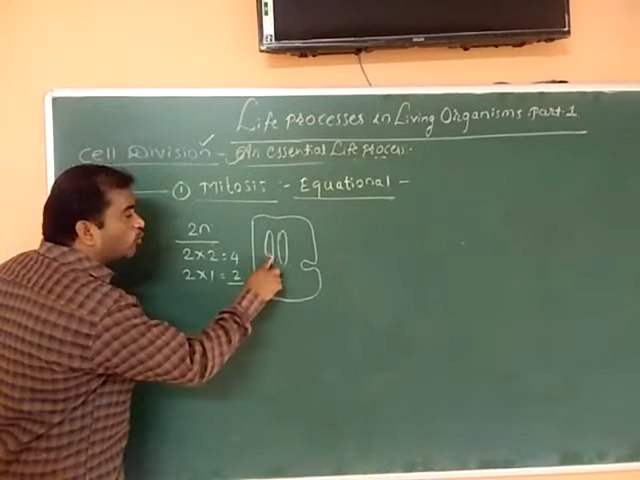 Life Processes in Living Organisms Part-1
Cell Division - An essential Life process.
① Mitosis :- Equational -
2n
2×2=4
2×1=2